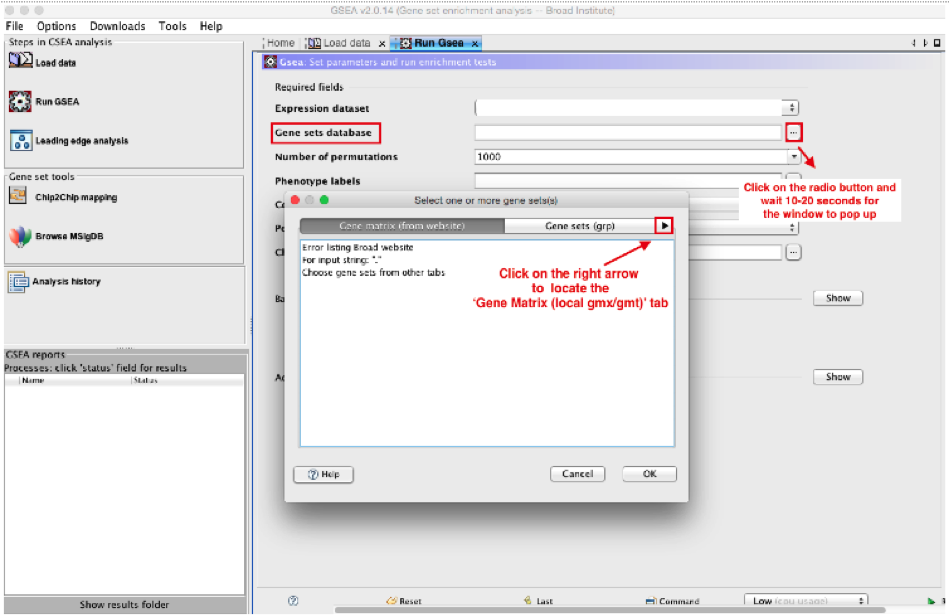 GSEA v2.0.14 (Gene set enrichment analysis -- Broad Institute)
File Options Downloads Tools Help
Steps in GSEA analysis
Load data
Run GSEA
Leading edge analysis
Gene set tools
Chip2Chip mapping
Browse MSigDB
Analysis history
GSEA reports
Processes: click 'status' field for results
Name Status
Show results folder
Home Load data x Run Gsea x
Gsea: Set parameters and run enrichment tests
Required fields
Expression dataset
Gene sets database ...
Number of permutations 1000
Phenotype labels
Click on the radio button and
wait 10-20 seconds for
the window to pop up
Select one or more gene sets(s)
Gene matrix (from website) Gene sets (grp)
Error listing Broad website
For input string: "."
Choose gene sets from other tabs
Click on the right arrow
to locate the
‘Gene Matrix (local gmx/gmt)’ tab
? Help Cancel OK
Show
Show
? Reset Last Command Low (cpu usage)